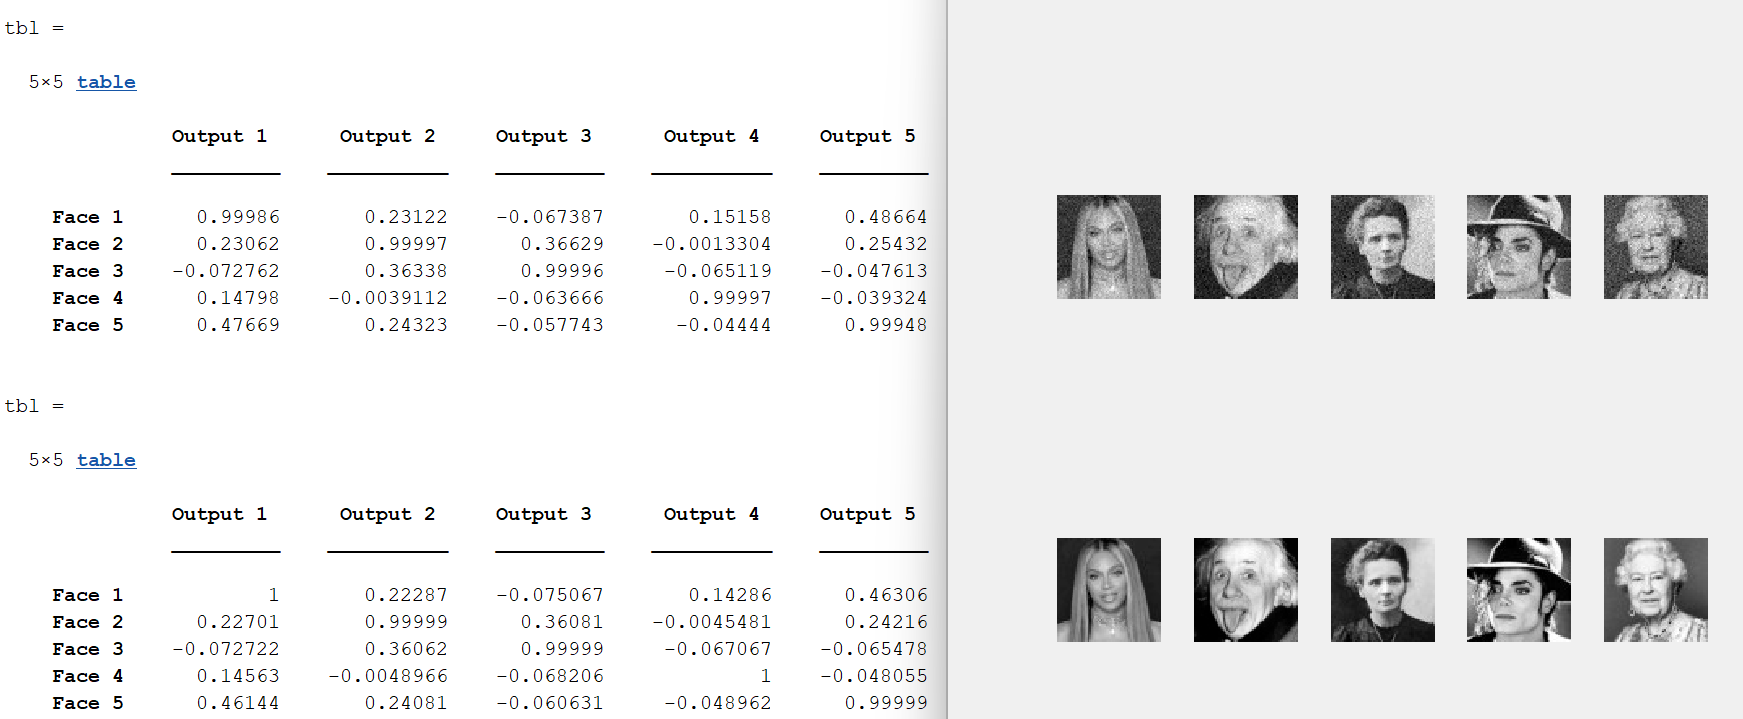 tbl =
5×5 table
Output 1 Output 2 Output 3 Output 4 Output 5
Face 1 0.99986 0.23122 -0.067387 0.15158 0.48664
Face 2 0.23062 0.99997 0.36629 -0.0013304 0.25432
Face 3 -0.072762 0.36338 0.99996 -0.065119 -0.047613
Face 4 0.14798 -0.0039112 -0.063666 0.99997 -0.039324
Face 5 0.47669 0.24323 -0.057743 -0.04444 0.99948
tbl =
5×5 table
Output 1 Output 2 Output 3 Output 4 Output 5
Face 1 1 0.22287 -0.075067 0.14286 0.46306
Face 2 0.22701 0.99999 0.36081 -0.0045481 0.24216
Face 3 -0.072722 0.36062 0.99999 -0.067067 -0.065478
Face 4 0.14563 -0.0048966 -0.068206 1 -0.048055
Face 5 0.46144 0.24081 -0.060631 -0.048962 0.99999